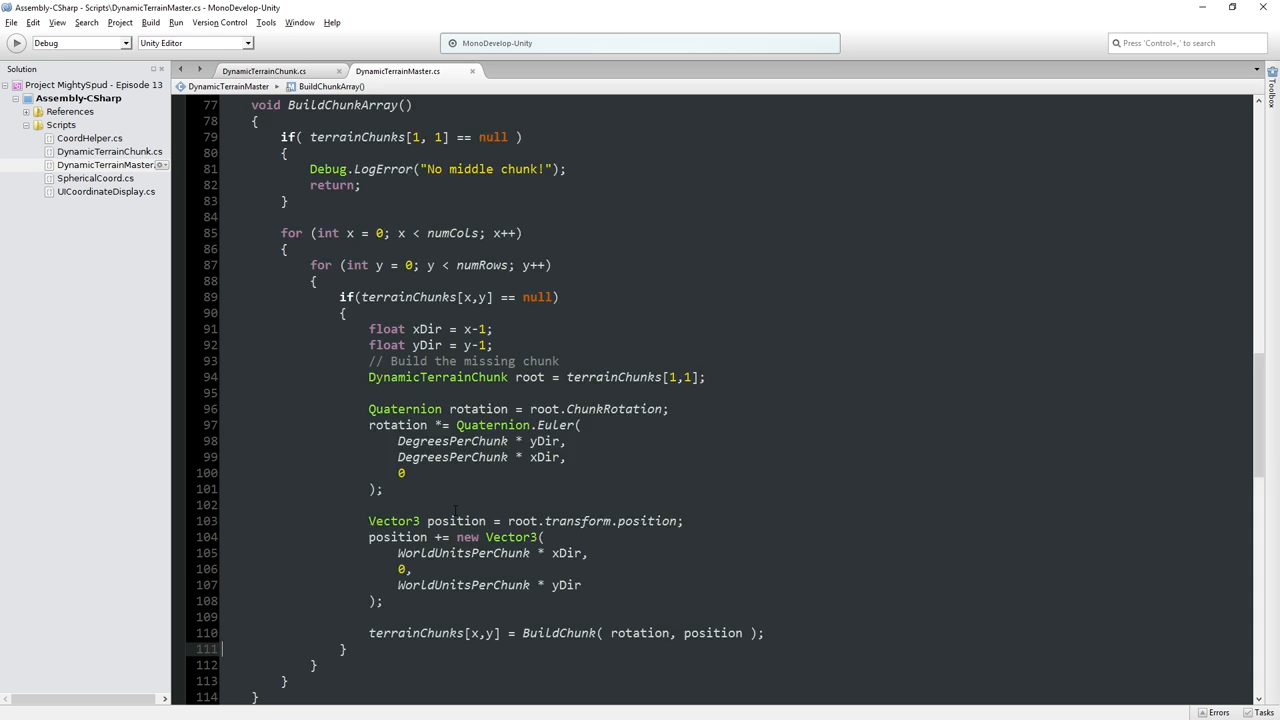 Assembly-CSharp - Scripts\DynamicTerrainMaster.cs - MonoDevelop-Unity
File Edit View Search Project Build Run Version Control Tools Window Help
Debug Unity Editor MonoDevelop-Unity Press 'Control+,' to search
Solution
Project MightySpud - Episode 13
Assembly-CSharp
References
Scripts
CoordHelper.cs
DynamicTerrainChunk.cs
DynamicTerrainMaster.
SphericalCoord.cs
UICoordinateDisplay.cs
DynamicTerrainChunk.cs DynamicTerrainMaster.cs
DynamicTerrainMaster BuildChunkArray()
77 void BuildChunkArray()
78 {
79 if( terrainChunks[1, 1] == null )
80 {
81 Debug.LogError("No middle chunk!");
82 return;
83 }
84
85 for (int x = 0; x < numCols; x++)
86 {
87 for (int y = 0; y < numRows; y++)
88 {
89 if(terrainChunks[x,y] == null)
90 {
91 float xDir = x-1;
92 float yDir = y-1;
93 // Build the missing chunk
94 DynamicTerrainChunk root = terrainChunks[1,1];
95
96 Quaternion rotation = root.ChunkRotation;
97 rotation *= Quaternion.Euler(
98 DegreesPerChunk * yDir,
99 DegreesPerChunk * xDir,
100 0
101 );
102
103 Vector3 position = root.transform.position;
104 position += new Vector3(
105 WorldUnitsPerChunk * xDir,
106 0,
107 WorldUnitsPerChunk * yDir
108 );
109
110 terrainChunks[x,y] = BuildChunk( rotation, position );
111 }
112 }
113 }
114 }
Toolbox
Errors Tasks